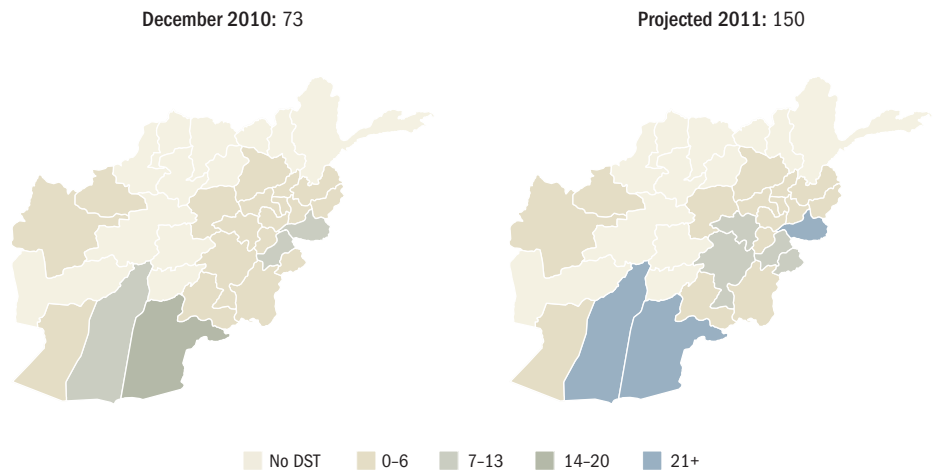 December 2010: 73
Projected 2011: 150
No DST
0–6
7–13
14–20
21+